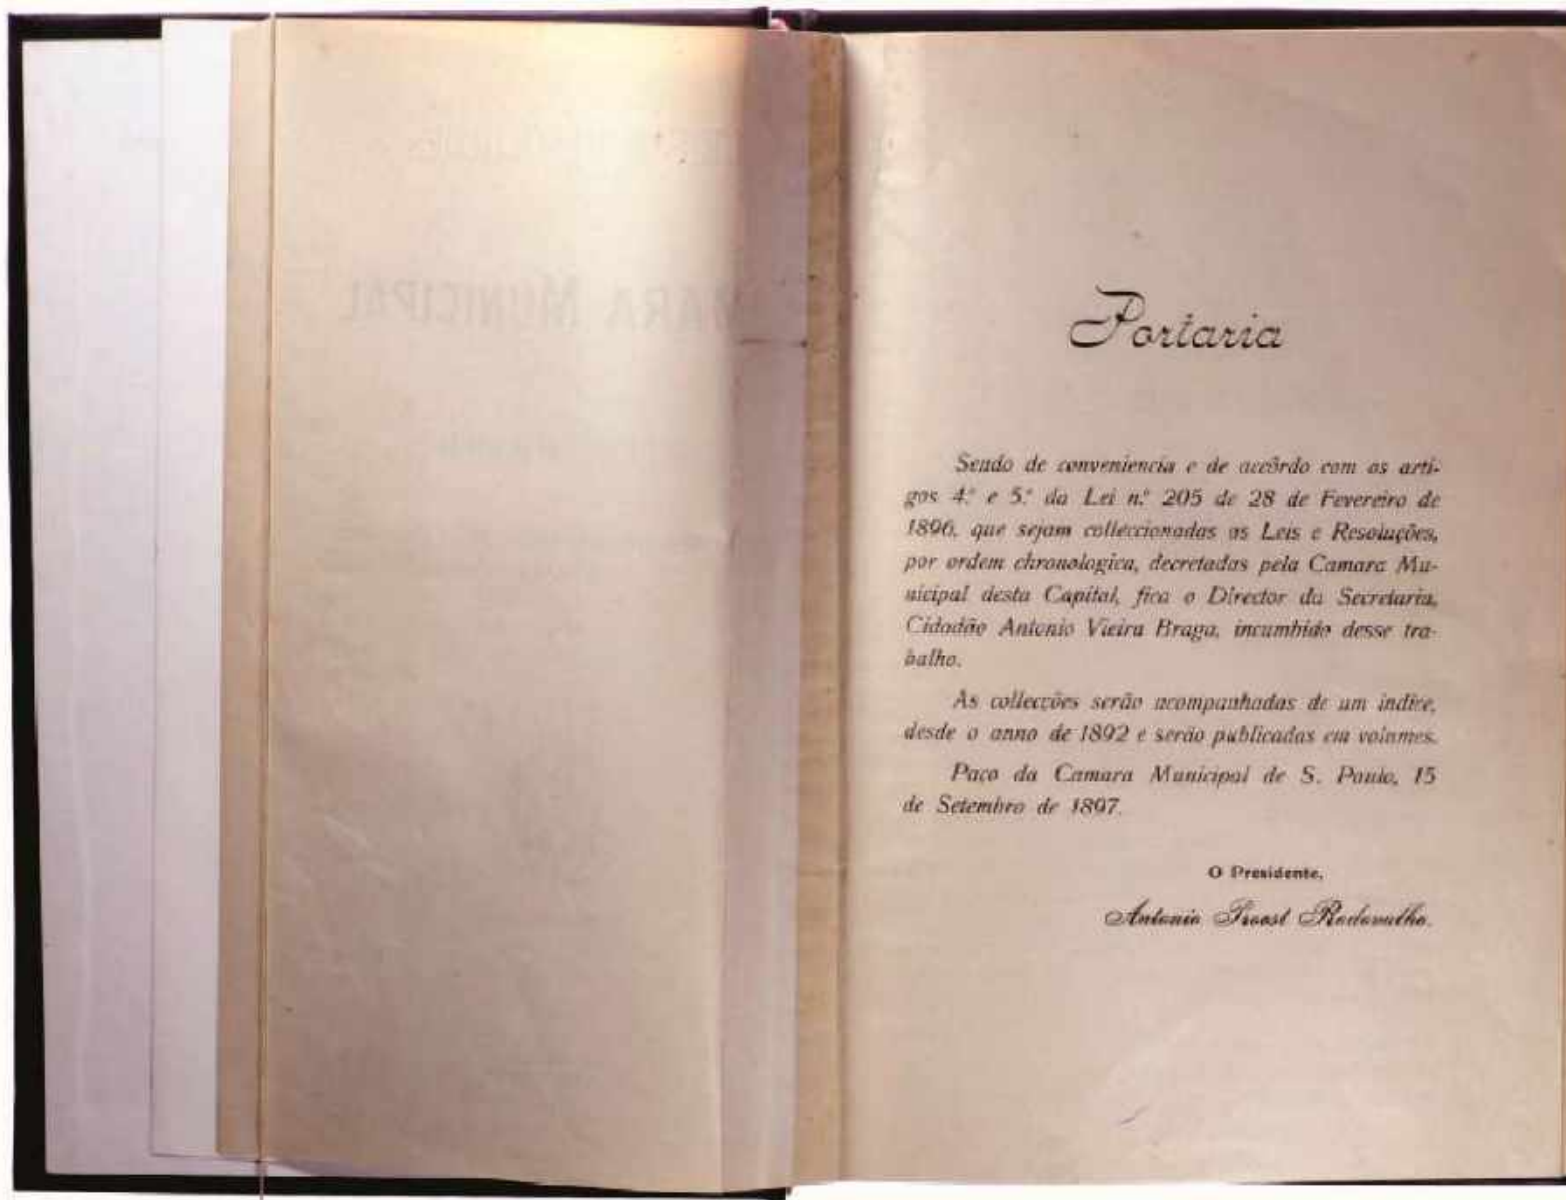 Portaria
Sendo de conveniencia e de accôrdo com os arti-
gos 4.º e 5.º da Lei n.º 205 de 28 de Fevereiro de
1896, que sejam colleccionadas as Leis e Resoluções,
por ordem chronologica, decretadas pela Camara Mu-
nicipal desta Capital, fica o Director da Secretaria,
Cidadão Antonio Vieira Braga, incumbido desse tra-
balho.
As collecções serão acompanhadas de um indice,
desde o anno de 1892 e serão publicadas em volumes.
Paço da Camara Municipal de S. Paulo, 15
de Setembro de 1897.
O Presidente,
Antonio Proost Rodovalho.
MARA MUNICIPAL